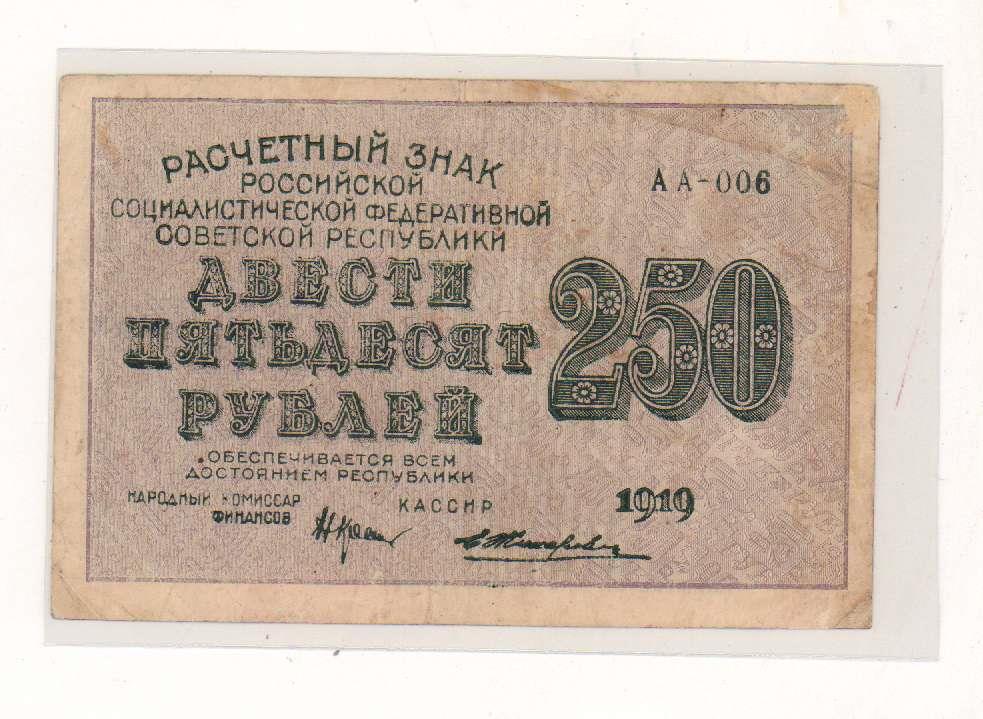 РАСЧЕТНЫЙ ЗНАК
РОССИЙСКОЙ
СОЦИАЛИСТИЧЕСКОЙ ФЕДЕРАТИВНОЙ
СОВЕТСКОЙ РЕСПУБЛИКИ
АА-006
ДВЕСТИ
ПЯТЬДЕСЯТ
РУБЛЕЙ
250
ОБЕСПЕЧИВАЕТСЯ ВСЕМ
ДОСТОЯНИЕМ РЕСПУБЛИКИ
НАРОДНЫЙ КОМИССАР
ФИНАНСОВ
КАССИР
1919